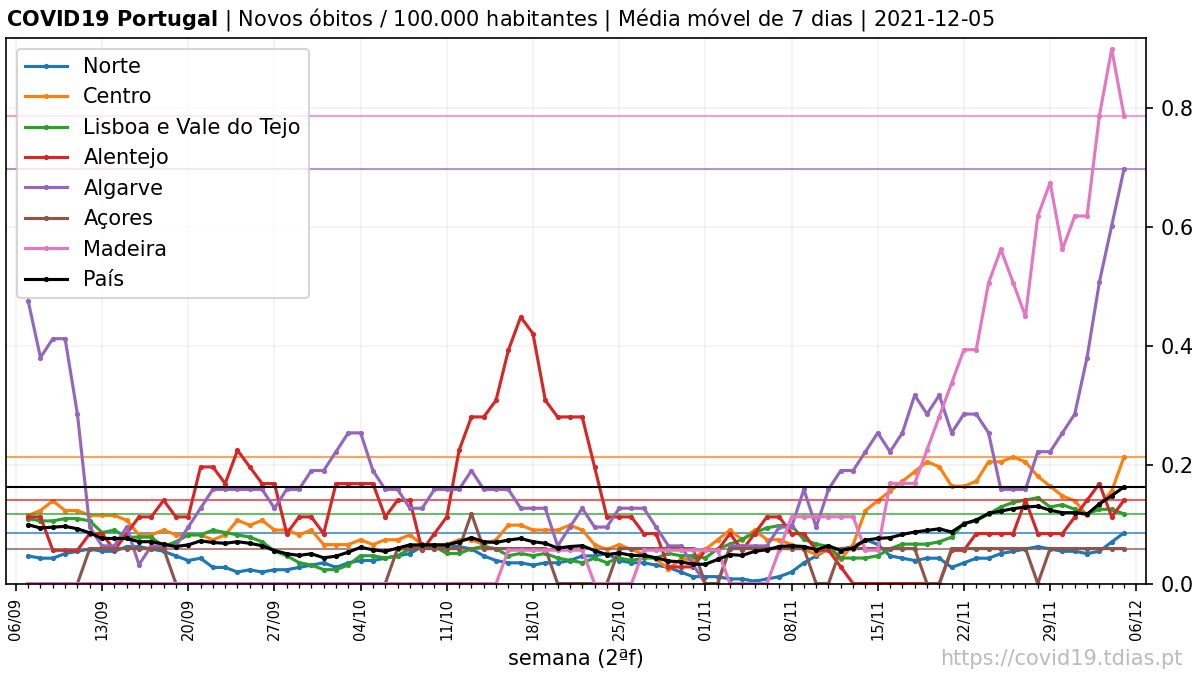 COVID19 Portugal | Novos óbitos / 100.000 habitantes | Média móvel de 7 dias | 2021-12-05
Norte
Centro
Lisboa e Vale do Tejo
Alentejo
Algarve
Açores
Madeira
País
0.8
0.6
0.4
0.2
0.0
06/09 13/09 20/09 27/09 04/10 11/10 18/10 25/10 01/11 08/11 15/11 22/11 29/11 06/12
semana (2ªf)
https://covid19.tdias.pt